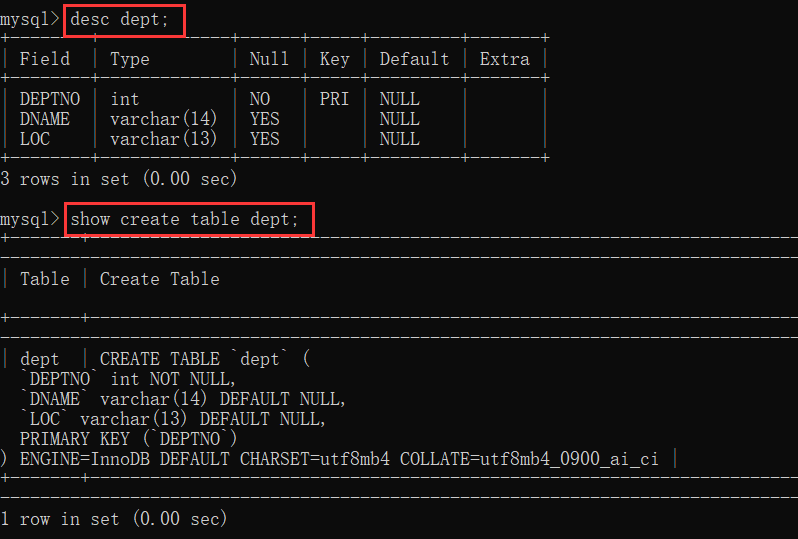 mysql> desc dept;
+--------+-------------+------+-----+---------+-------+
| Field | Type | Null | Key | Default | Extra |
+--------+-------------+------+-----+---------+-------+
| DEPTNO | int | NO | PRI | NULL | |
| DNAME | varchar(14) | YES | | NULL | |
| LOC | varchar(13) | YES | | NULL | |
+--------+-------------+------+-----+---------+-------+
3 rows in set (0.00 sec)
mysql> show create table dept;
| Table | Create Table
| dept | CREATE TABLE `dept` (
`DEPTNO` int NOT NULL,
`DNAME` varchar(14) DEFAULT NULL,
`LOC` varchar(13) DEFAULT NULL,
PRIMARY KEY (`DEPTNO`)
) ENGINE=InnoDB DEFAULT CHARSET=utf8mb4 COLLATE=utf8mb4_0900_ai_ci |
1 row in set (0.00 sec)